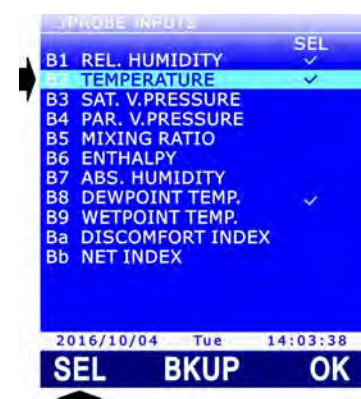 ../PROBE INPUTS
SEL
B1 REL. HUMIDITY ✓
B2 TEMPERATURE ✓
B3 SAT. V.PRESSURE
B4 PAR. V.PRESSURE
B5 MIXING RATIO
B6 ENTHALPY
B7 ABS. HUMIDITY
B8 DEWPOINT TEMP. ✓
B9 WETPOINT TEMP.
Ba DISCOMFORT INDEX
Bb NET INDEX
2016/10/04 Tue 14:03:38
SEL BKUP OK